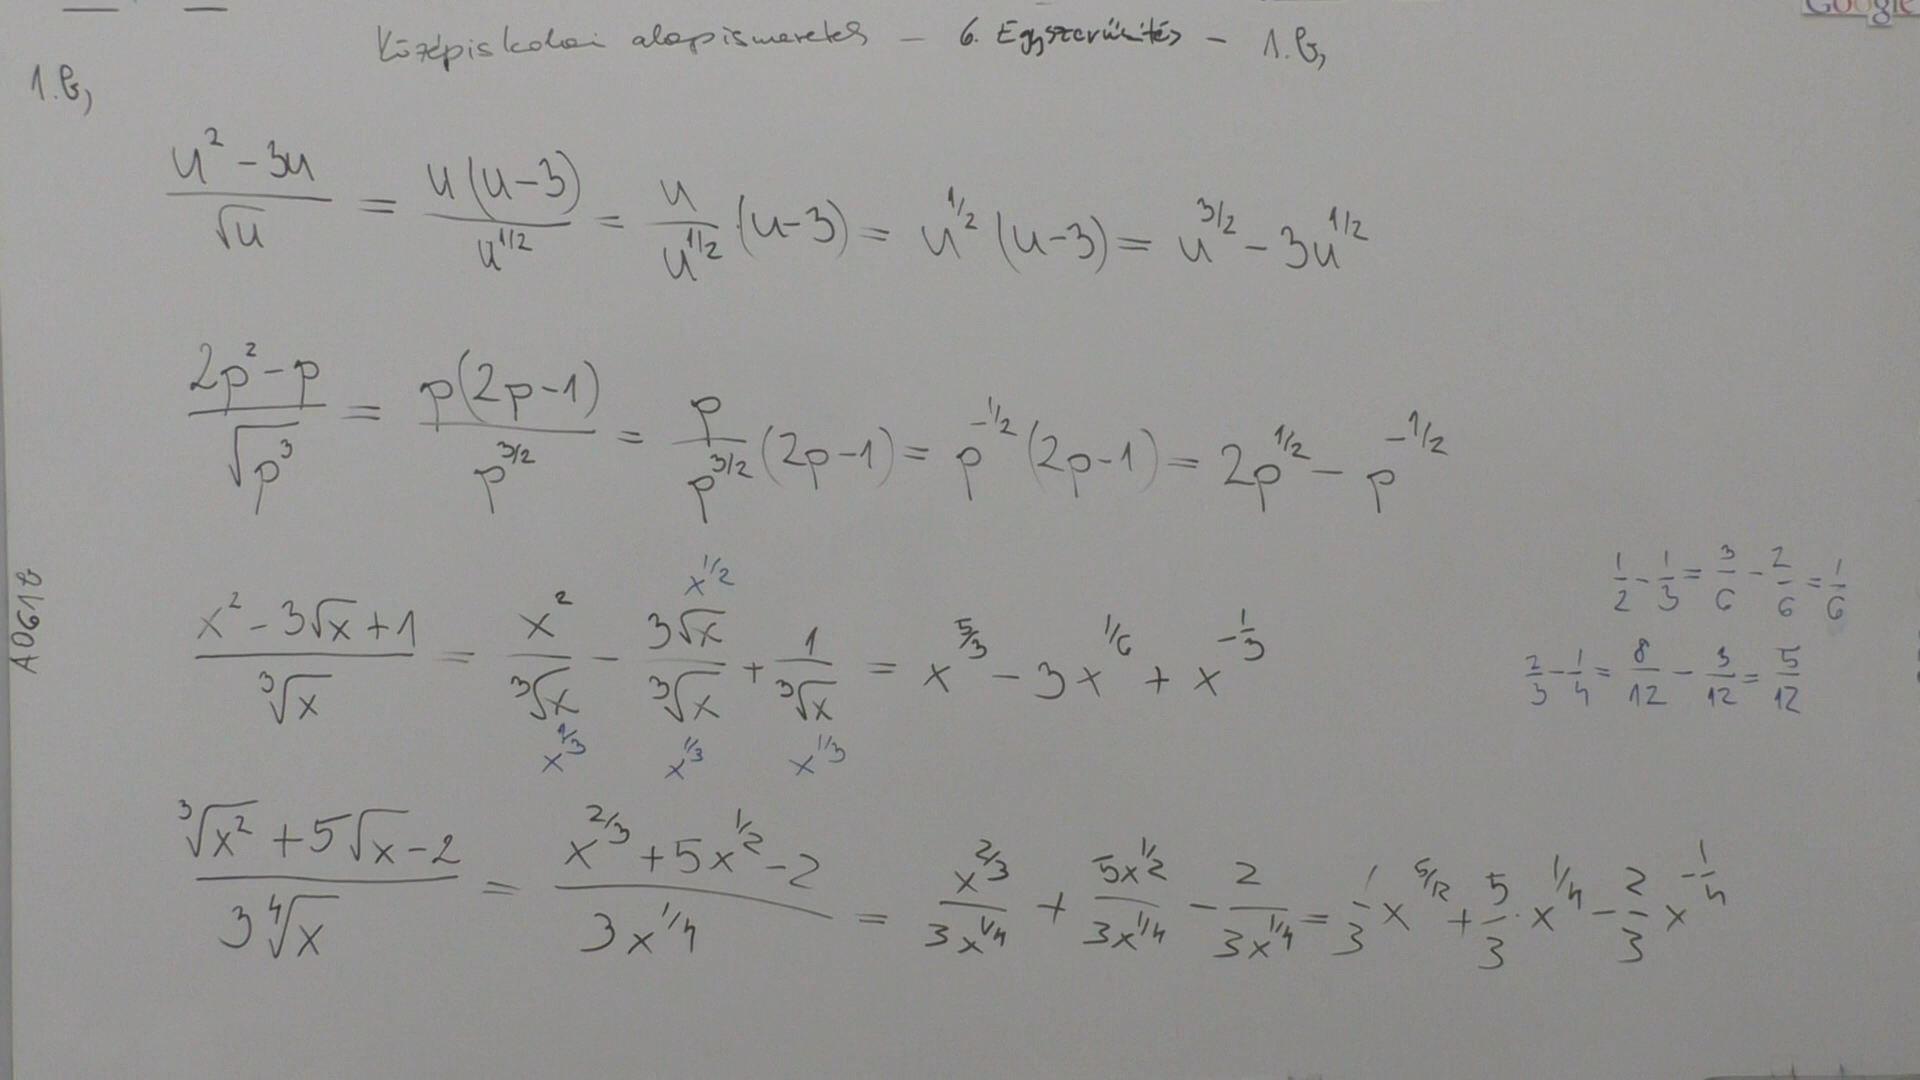 Google
Középiskolai alapismeretek – 6. Egyszerűsítés – 1.b,
1.b,
(u² - 3u)/√u = u(u-3)/u^(1/2) = u/u^(1/2) · (u-3) = u^(1/2) (u-3) = u^(3/2) - 3u^(1/2)
(2p² - p)/√(p³) = p(2p-1)/p^(3/2) = p/p^(3/2) (2p-1) = p^(-1/2) (2p-1) = 2p^(1/2) - p^(-1/2)
1/2 - 1/3 = 3/6 - 2/6 = 1/6
x^(1/2)
(x² - 3√x + 1)/∛x = x²/∛x - 3√x/∛x + 1/∛x = x^(5/3) - 3x^(1/6) + x^(-1/3)
2/3 - 1/4 = 8/12 - 3/12 = 5/12
x^(1/3) x^(1/3) x^(1/3)
(∛(x²) + 5√x - 2)/(3∜x) = (x^(2/3) + 5x^(1/2) - 2)/(3x^(1/4)) = x^(2/3)/(3x^(1/4)) + 5x^(1/2)/(3x^(1/4)) - 2/(3x^(1/4)) = 1/3 x^(5/12) + 5/3 · x^(1/4) - 2/3 x^(-1/4)